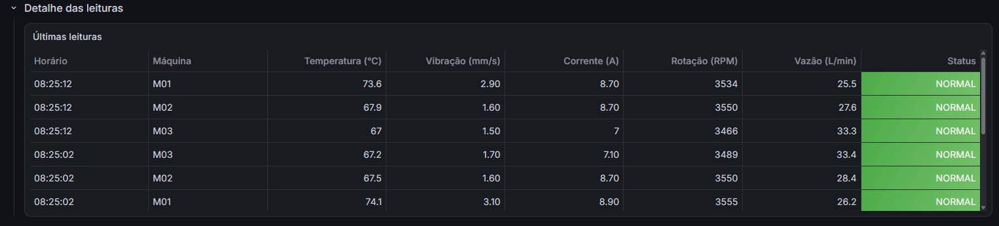 Detalhe das leituras
Últimas leituras
Horário Máquina Temperatura (°C) Vibração (mm/s) Corrente (A) Rotação (RPM) Vazão (L/min) Status
08:25:12 M01 73.6 2.90 8.70 3534 25.5 NORMAL
08:25:12 M02 67.9 1.60 8.70 3550 27.6 NORMAL
08:25:12 M03 67 1.50 7 3466 33.3 NORMAL
08:25:02 M03 67.2 1.70 7.10 3489 33.4 NORMAL
08:25:02 M02 67.5 1.60 8.70 3550 28.4 NORMAL
08:25:02 M01 74.1 3.10 8.90 3555 26.2 NORMAL